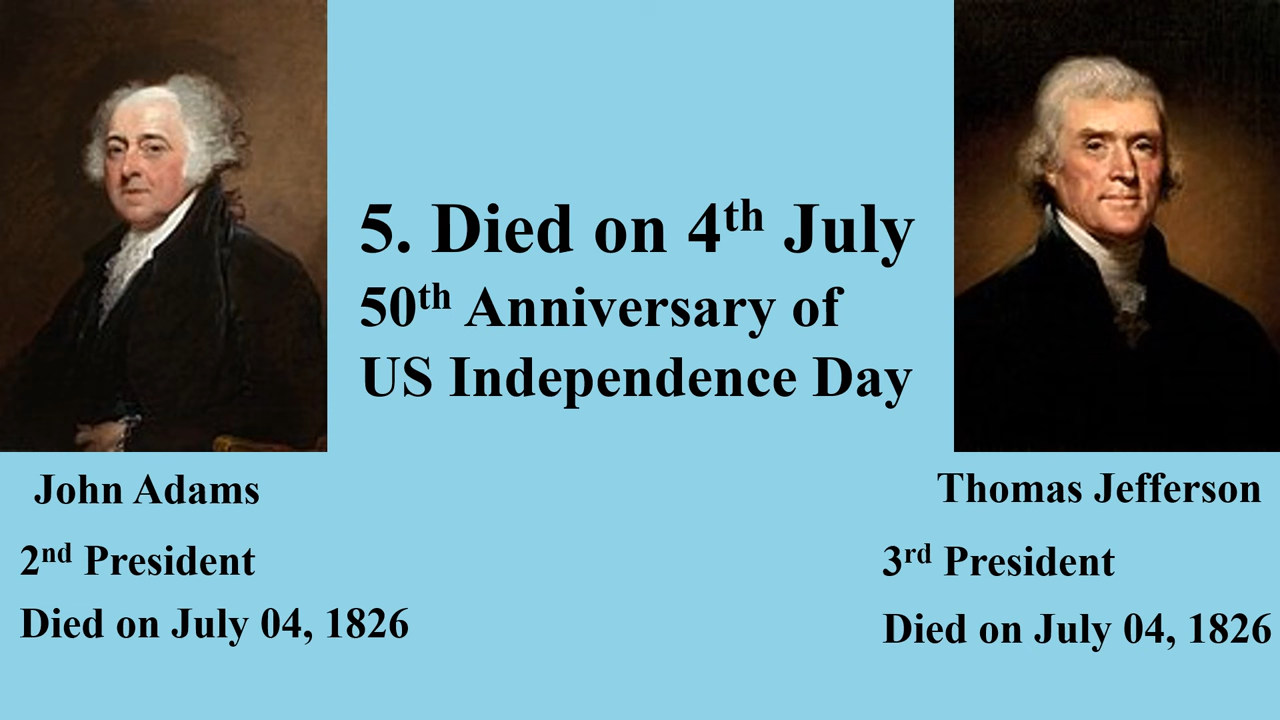 5. Died on 4th July
50th Anniversary of
US Independence Day
John Adams
2nd President
Died on July 04, 1826
Thomas Jefferson
3rd President
Died on July 04, 1826